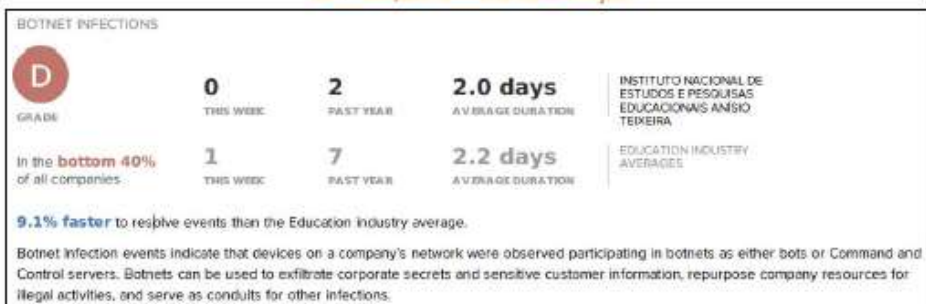 BOTNET INFECTIONS
D
GRADE
0
THIS WEEK
2
PAST YEAR
2.0 days
AVERAGE DURATION
INSTITUTO NACIONAL DE
ESTUDOS E PESQUISAS
EDUCACIONAIS ANÍSIO
TEIXEIRA
In the bottom 40%
of all companies
1
THIS WEEK
7
PAST YEAR
2.2 days
AVERAGE DURATION
EDUCATION INDUSTRY
AVERAGES
9.1% faster to resolve events than the Education industry average.
Botnet Infection events indicate that devices on a company's network were observed participating in botnets as either bots or Command and
Control servers. Botnets can be used to exfiltrate corporate secrets and sensitive customer information, repurpose company resources for
illegal activities, and serve as conduits for other infections.